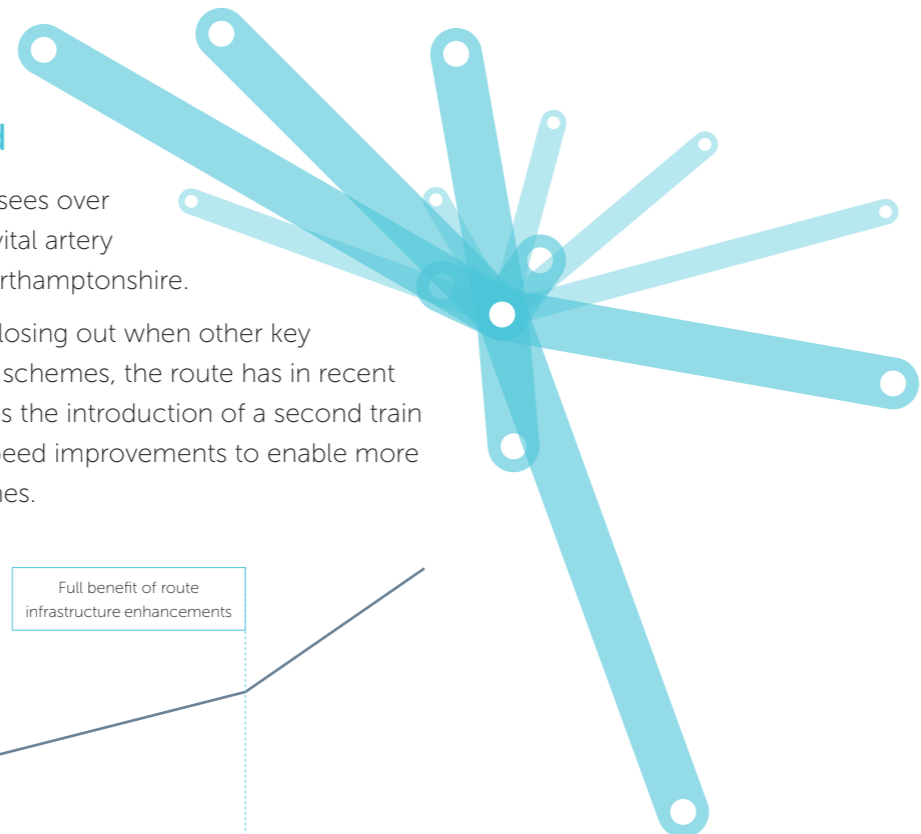 sees over
vital artery
rthamptonshire.
losing out when other key
schemes, the route has in recent
s the introduction of a second train
peed improvements to enable more
nes.
Full benefit of route
infrastructure enhancements